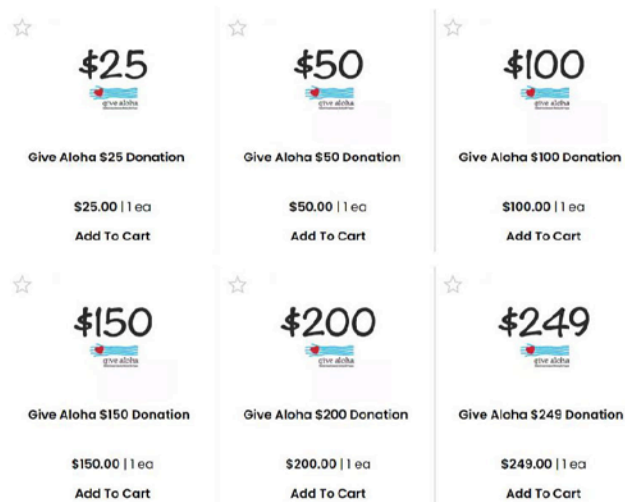 $25 $50 $100
give aloha give aloha give aloha
Give Aloha $25 Donation Give Aloha $50 Donation Give Aloha $100 Donation
$25.00 | 1 ea $50.00 | 1 ea $100.00 | 1 ea
Add To Cart Add To Cart Add To Cart
$150 $200 $249
give aloha give aloha give aloha
Give Aloha $150 Donation Give Aloha $200 Donation Give Aloha $249 Donation
$150.00 | 1 ea $200.00 | 1 ea $249.00 | 1 ea
Add To Cart Add To Cart Add To Cart